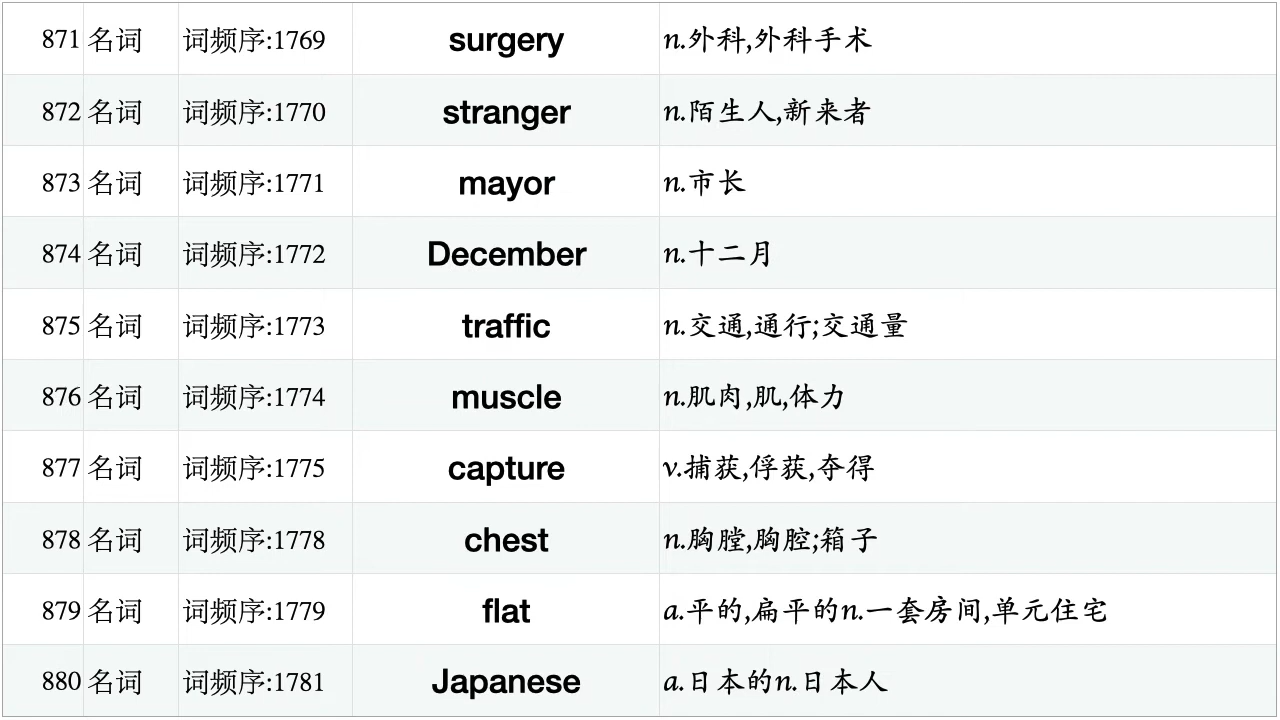 871 名词 词频序:1769 surgery n.外科,外科手术
872 名词 词频序:1770 stranger n.陌生人,新来者
873 名词 词频序:1771 mayor n.市长
874 名词 词频序:1772 December n.十二月
875 名词 词频序:1773 traffic n.交通,通行;交通量
876 名词 词频序:1774 muscle n.肌肉,肌,体力
877 名词 词频序:1775 capture v.捕获,俘获,夺得
878 名词 词频序:1778 chest n.胸膛,胸腔;箱子
879 名词 词频序:1779 flat a.平的,扁平的n.一套房间,单元住宅
880 名词 词频序:1781 Japanese a.日本的n.日本人